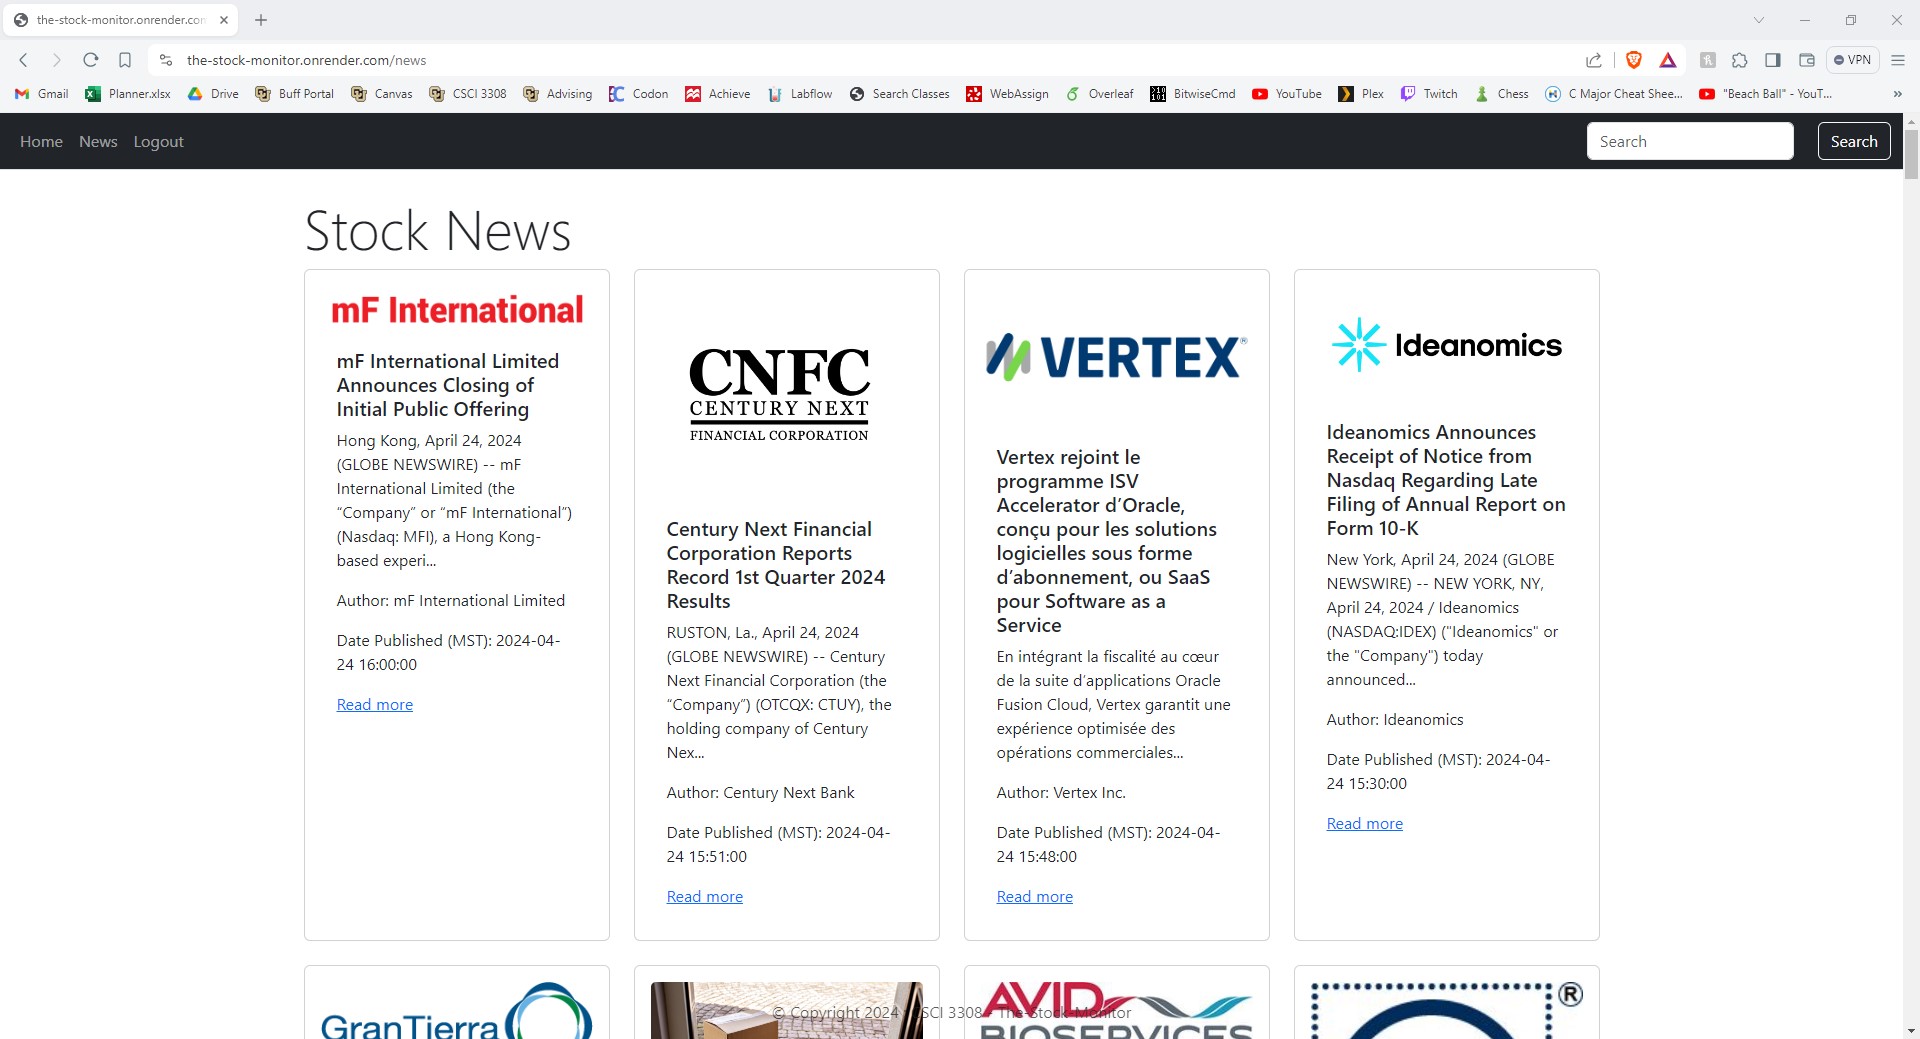 the-stock-monitor.onrender.con
the-stock-monitor.onrender.com/news
VPN
Gmail Planner.xlsx Drive Buff Portal Canvas CSCI 3308 Advising Codon Achieve Labflow Search Classes WebAssign Overleaf BitwiseCmd YouTube Plex Twitch Chess C Major Cheat Shee... "Beach Ball" - YouT... »
Home News Logout Search Search
Stock News
mF International
mF International Limited
Announces Closing of
Initial Public Offering
Hong Kong, April 24, 2024
(GLOBE NEWSWIRE) -- mF
International Limited (the
“Company” or “mF International”)
(Nasdaq: MFI), a Hong Kong-
based experi...
Author: mF International Limited
Date Published (MST): 2024-04-
24 16:00:00
Read more
CNFC
CENTURY NEXT
FINANCIAL CORPORATION
Century Next Financial
Corporation Reports
Record 1st Quarter 2024
Results
RUSTON, La., April 24, 2024
(GLOBE NEWSWIRE) -- Century
Next Financial Corporation (the
“Company”) (OTCQX: CTUY), the
holding company of Century
Nex...
Author: Century Next Bank
Date Published (MST): 2024-04-
24 15:51:00
Read more
VERTEX®
Vertex rejoint le
programme ISV
Accelerator d’Oracle,
conçu pour les solutions
logicielles sous forme
d’abonnement, ou SaaS
pour Software as a
Service
En intégrant la fiscalité au cœur
de la suite d’applications Oracle
Fusion Cloud, Vertex garantit une
expérience optimisée des
opérations commerciales...
Author: Vertex Inc.
Date Published (MST): 2024-04-
24 15:48:00
Read more
Ideanomics
Ideanomics Announces
Receipt of Notice from
Nasdaq Regarding Late
Filing of Annual Report on
Form 10-K
New York, April 24, 2024 (GLOBE
NEWSWIRE) -- NEW YORK, NY,
April 24, 2024 / Ideanomics
(NASDAQ:IDEX) ("Ideanomics" or
the "Company") today
announced...
Author: Ideanomics
Date Published (MST): 2024-04-
24 15:30:00
Read more
GranTierra
AVID
BIOSERVICES
®
© Copyright 2024 - CSCI 3308 - The-Stock-Monitor